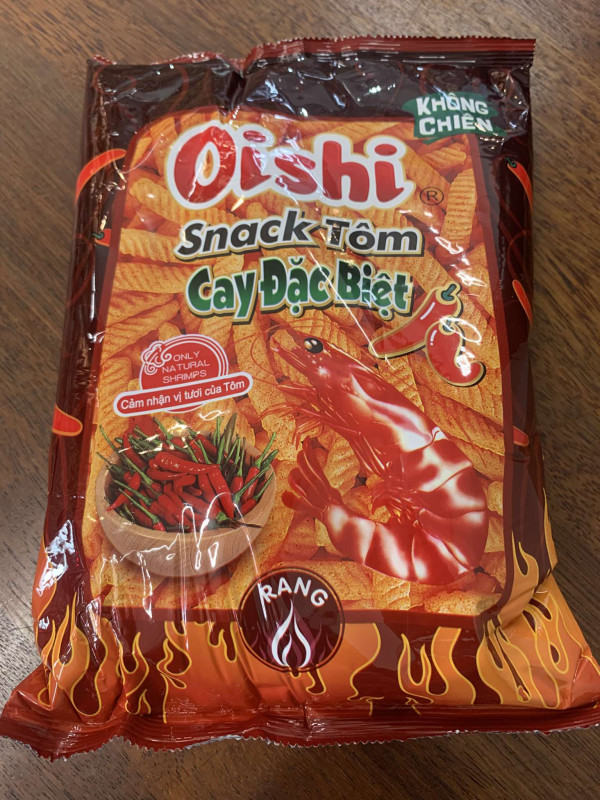 KHÔNG
CHIÊN
Oishi®
Snack Tôm
Cay Đặc Biệt
ONLY
NATURAL
SHRIMPS
Cảm nhận vị tươi của Tôm
RANG